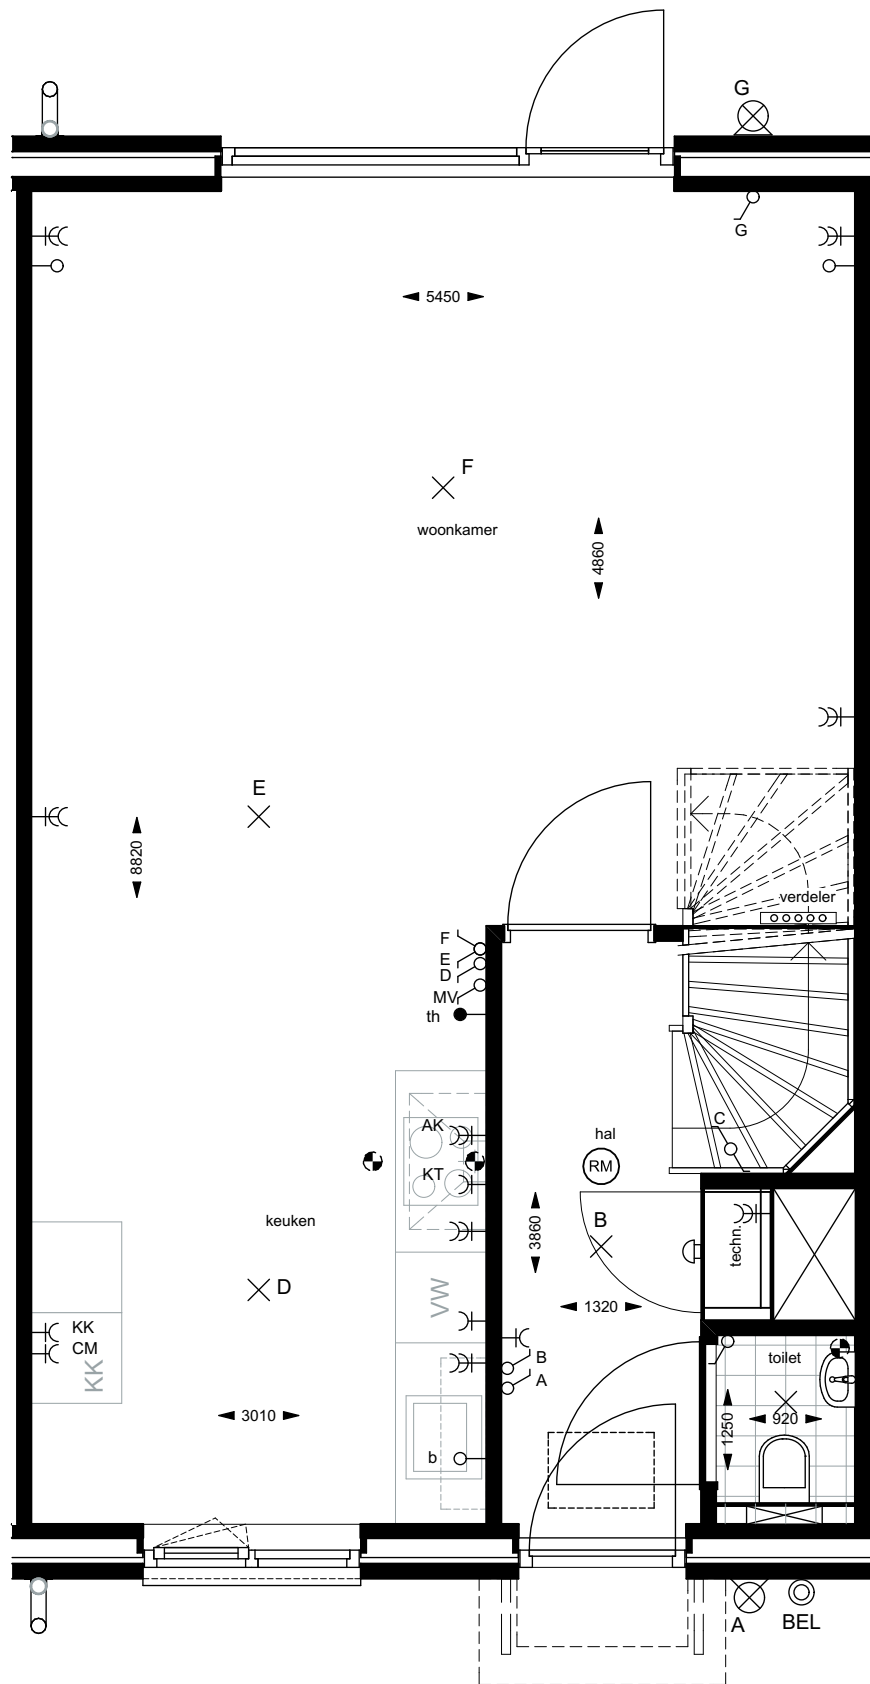 G
G
5450
F
woonkamer
4860
E
8820
verdeler
F
E
D
MV
th
AK
C
hal
RM
KT
keuken
B
3860
techn.
D
VW
1320
KK
CM
KK
B
A
toilet
3010
1250
920
b
A
BEL